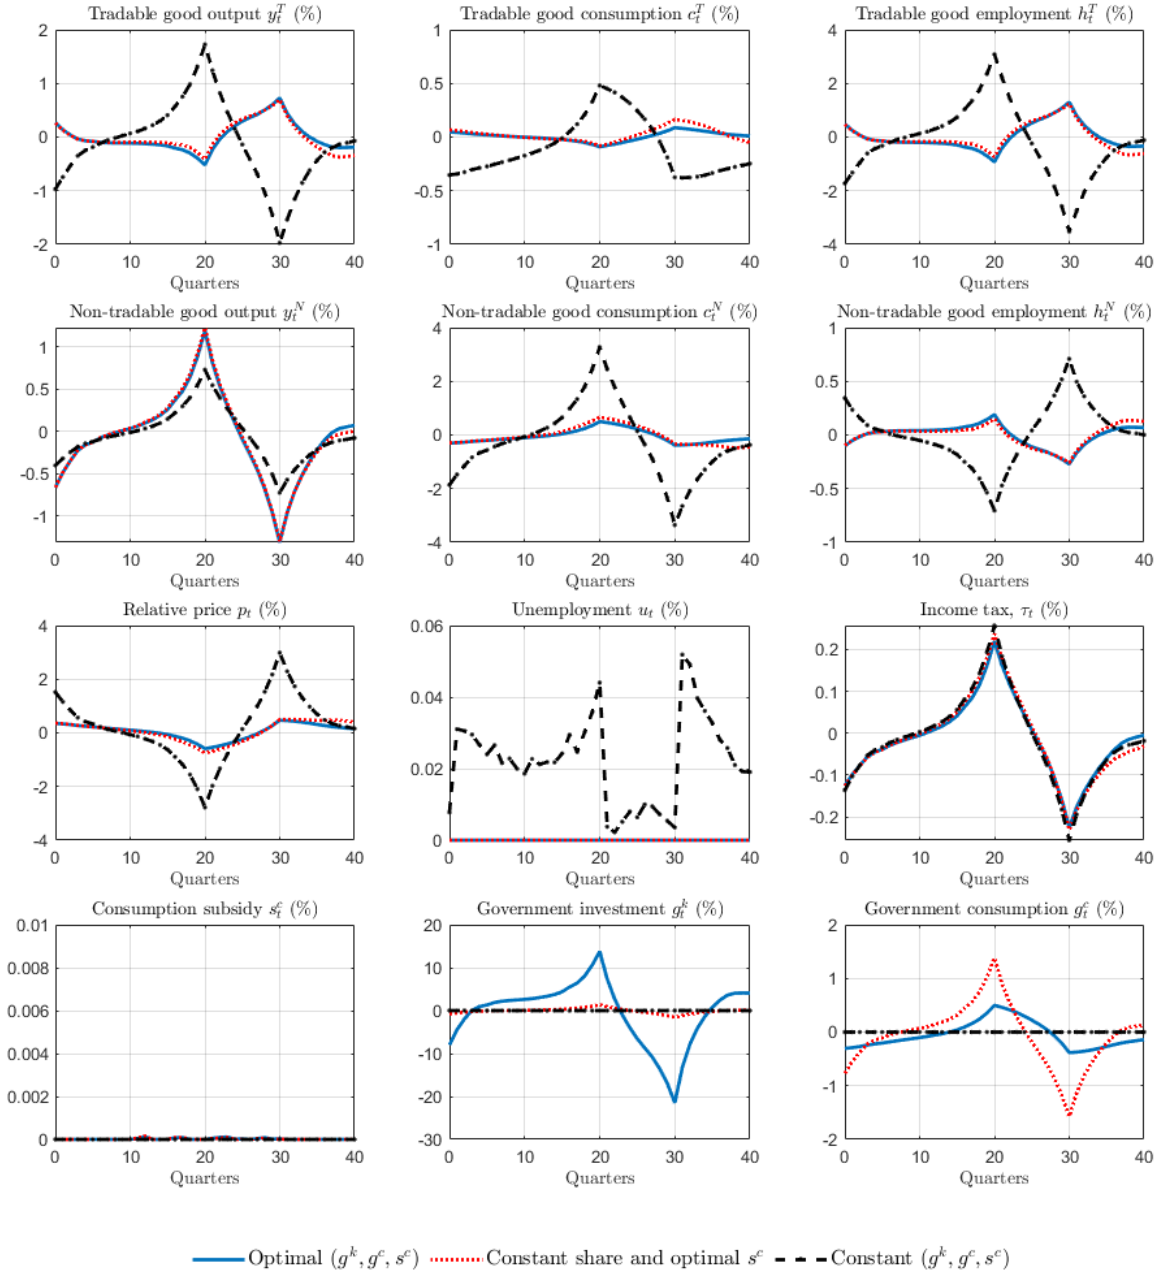 Tradable good output y_t^T (%)
Tradable good consumption c_t^T (%)
Tradable good employment h_t^T (%)
2
1
0
-1
-2
0 10 20 30 40
Quarters
1
0.5
0
-0.5
-1
0 10 20 30 40
Quarters
4
2
0
-2
-4
0 10 20 30 40
Quarters
Non-tradable good output y_t^N (%)
Non-tradable good consumption c_t^N (%)
Non-tradable good employment h_t^N (%)
1
0.5
0
-0.5
-1
0 10 20 30 40
Quarters
4
2
0
-2
-4
0 10 20 30 40
Quarters
1
0.5
0
-0.5
-1
0 10 20 30 40
Quarters
Relative price p_t (%)
Unemployment u_t (%)
Income tax, τ_t (%)
4
2
0
-2
-4
0 10 20 30 40
Quarters
0.06
0.04
0.02
0
0 10 20 30 40
Quarters
0.2
0.1
0
-0.1
-0.2
0 10 20 30 40
Quarters
Consumption subsidy s_t^c (%)
Government investment g_t^k (%)
Government consumption g_t^c (%)
0.01
0.008
0.006
0.004
0.002
0
0 10 20 30 40
Quarters
20
10
0
-10
-20
-30
0 10 20 30 40
Quarters
2
1
0
-1
-2
0 10 20 30 40
Quarters
Optimal (g^k, g^c, s^c)
Constant share and optimal s^c
Constant (g^k, g^c, s^c)